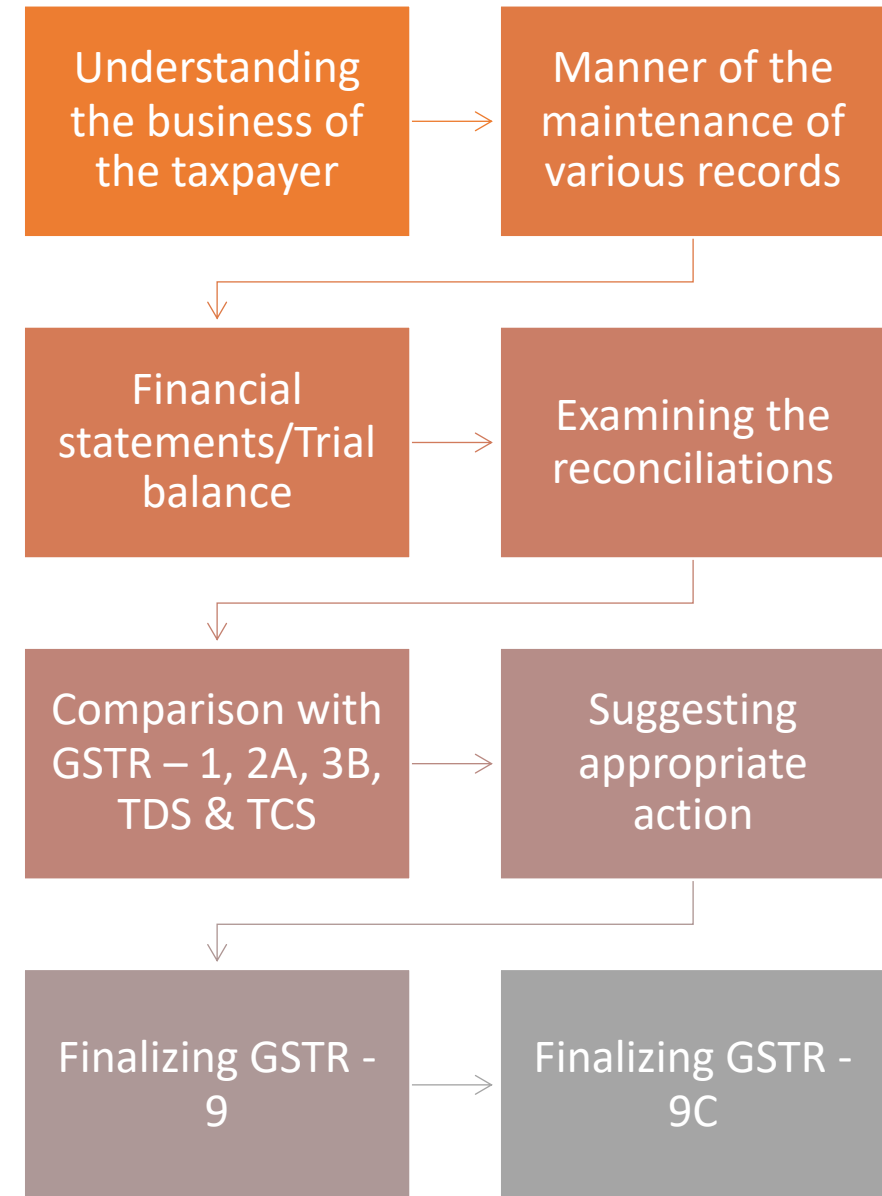 Understanding
the business of
the taxpayer
Manner of the
maintenance of
various records
Financial
statements/Trial
balance
Examining the
reconciliations
Comparison with
GSTR – 1, 2A, 3B,
TDS & TCS
Suggesting
appropriate
action
Finalizing GSTR -
9
Finalizing GSTR -
9C